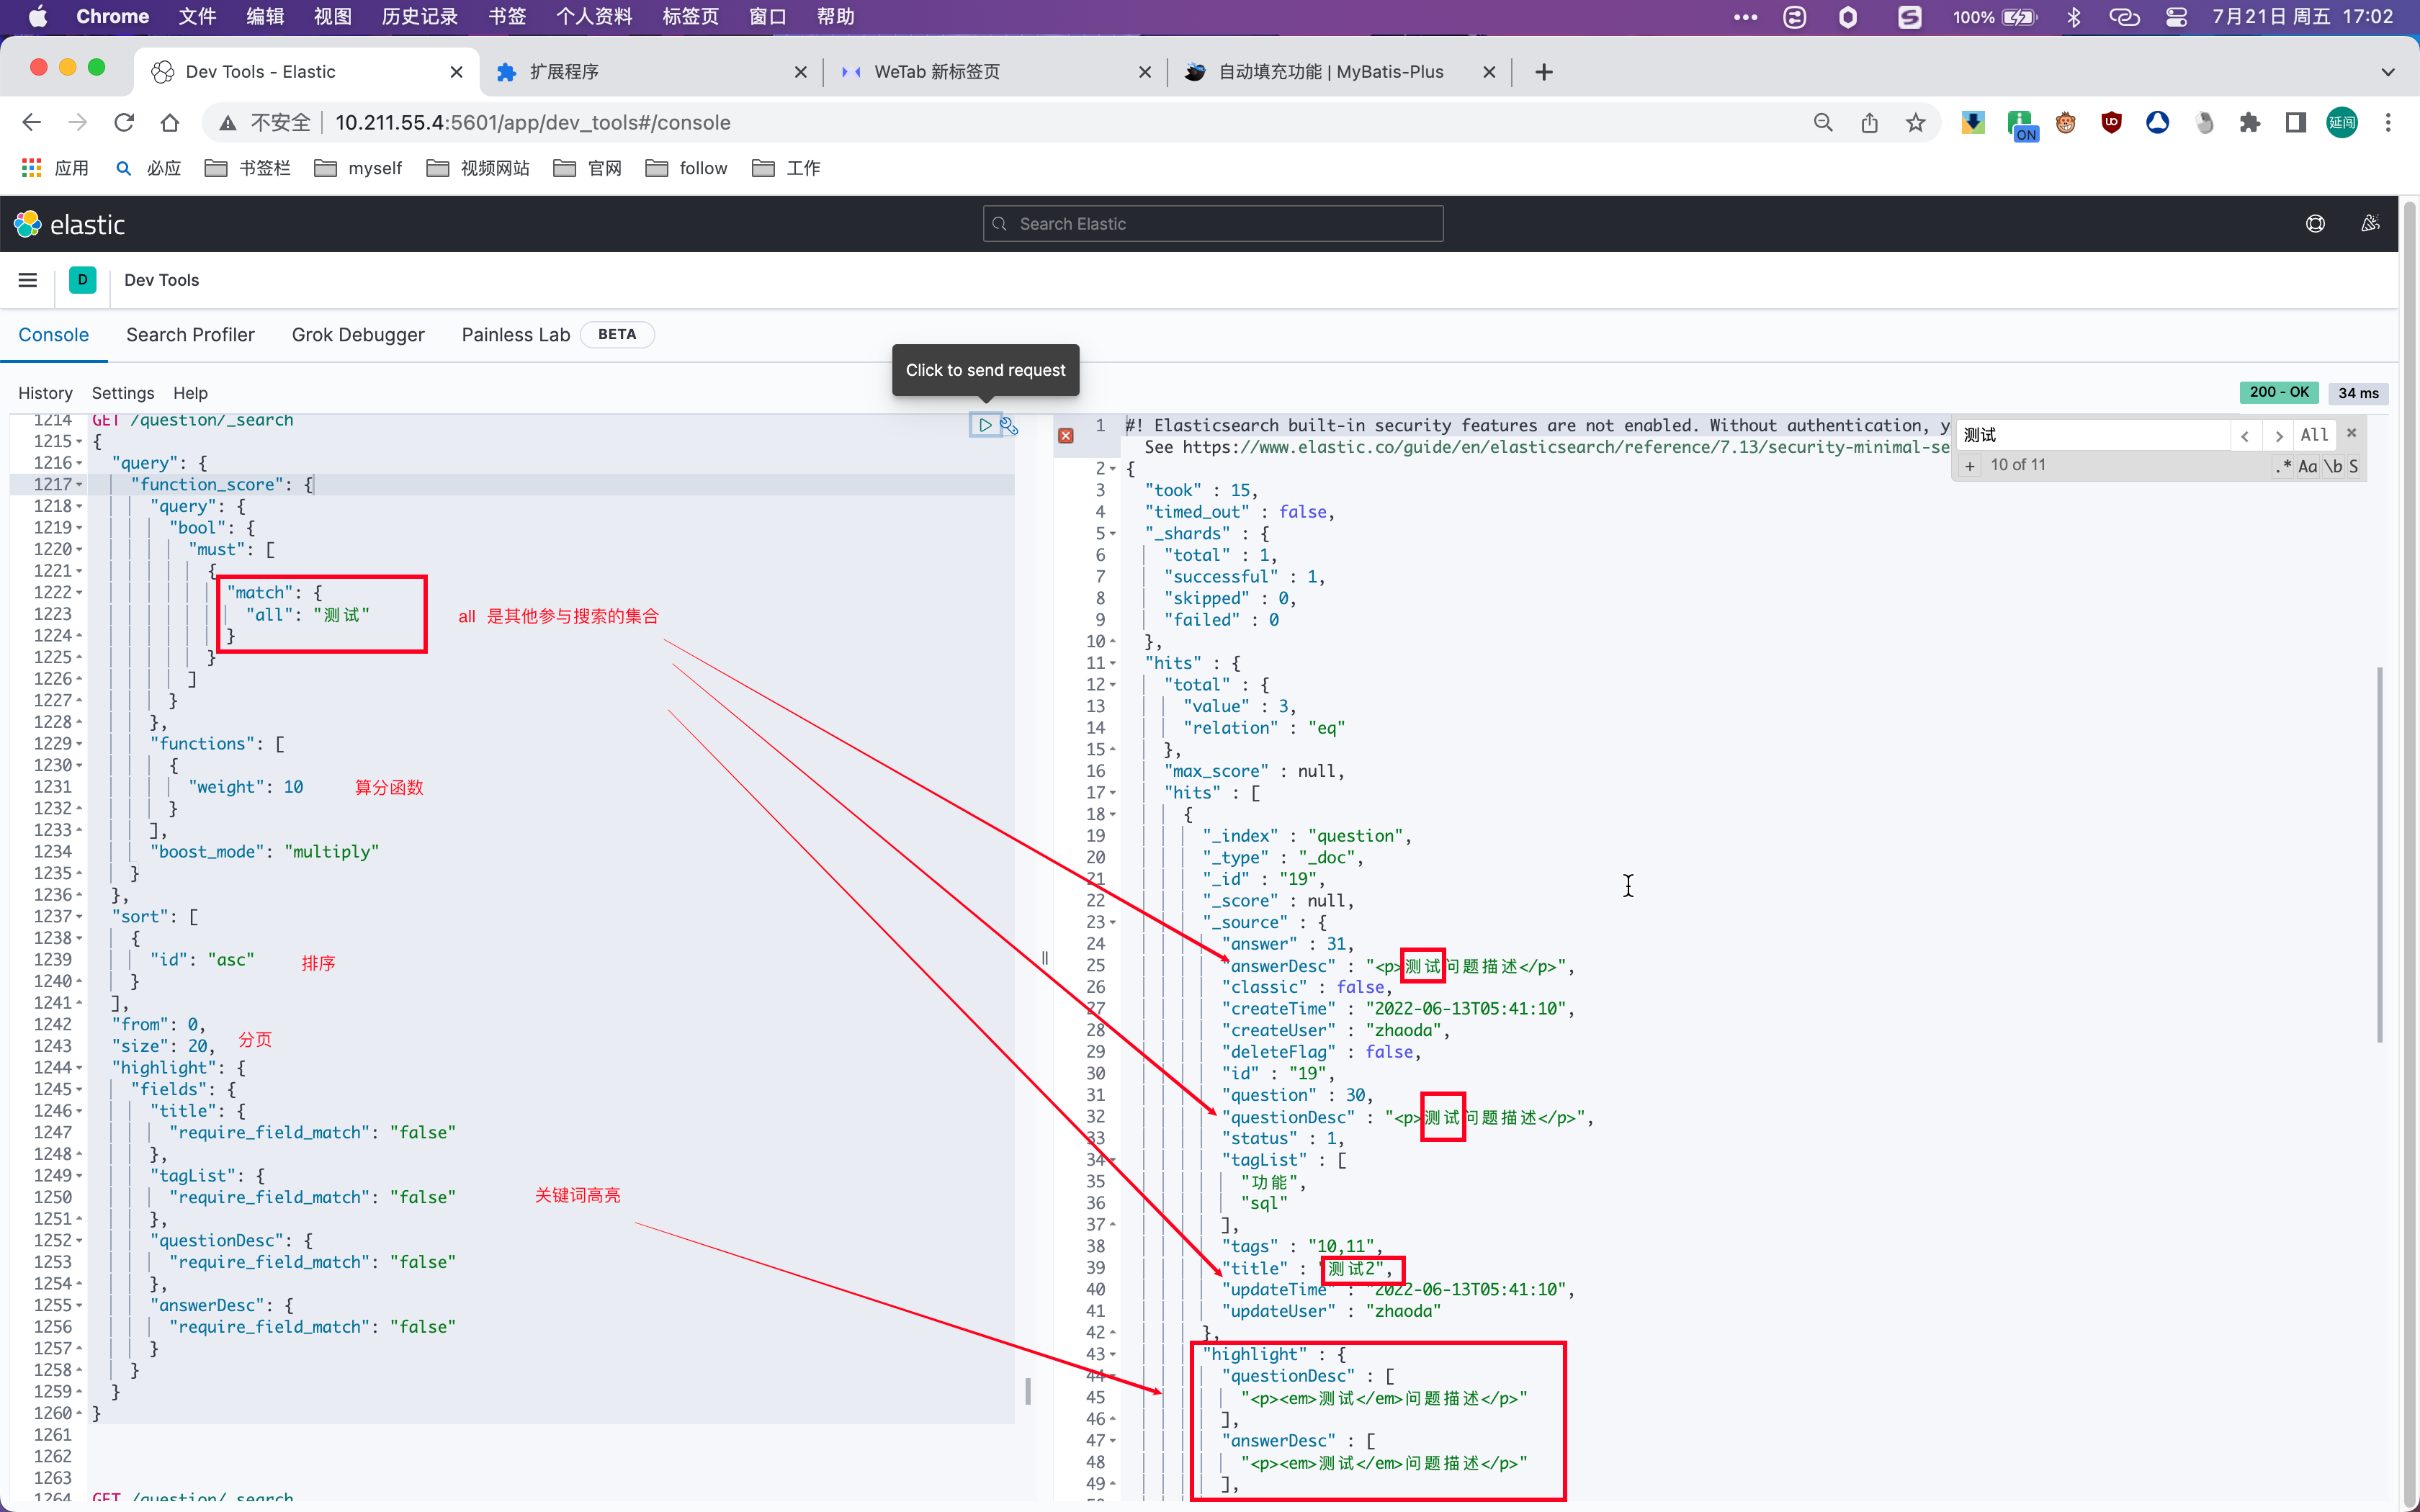 Chrome 文件 编辑 视图 历史记录 书签 个人资料 标签页 窗口 帮助 100% 7月21日 周五 17:02
Dev Tools - Elastic 扩展程序 WeTab 新标签页 自动填充功能 | MyBatis-Plus
不安全 10.211.55.4:5601/app/dev_tools#/console ON 延闯
应用 必应 书签栏 myself 视频网站 官网 follow 工作
elastic Search Elastic
D Dev Tools
Console Search Profiler Grok Debugger Painless Lab BETA
Click to send request
History Settings Help 200 - OK 34 ms
1214 GET /question/_search
1215 {
1216 "query": {
1217 "function_score": {
1218 "query": {
1219 "bool": {
1220 "must": [
1221 {
1222 "match": {
1223 "all": "测试"
all 是其他参与搜索的集合
1224 }
1225 }
1226 ]
1227 }
1228 },
1229 "functions": [
1230 {
1231 "weight": 10 算分函数
1232 }
1233 ],
1234 "boost_mode": "multiply"
1235 }
1236 },
1237 "sort": [
1238 {
1239 "id": "asc" 排序
1240 }
1241 ],
1242 "from": 0,
1243 "size": 20, 分页
1244 "highlight": {
1245 "fields": {
1246 "title": {
1247 "require_field_match": "false"
1248 },
1249 "tagList": {
1250 "require_field_match": "false" 关键词高亮
1251 },
1252 "questionDesc": {
1253 "require_field_match": "false"
1254 },
1255 "answerDesc": {
1256 "require_field_match": "false"
1257 }
1258 }
1259 }
1260 }
1261
1262
1263
1264 GET /question/_search
1 #! Elasticsearch built-in security features are not enabled. Without authentication, y
See https://www.elastic.co/guide/en/elasticsearch/reference/7.13/security-minimal-se
测试 All
+ 10 of 11 .* Aa \b S
2 {
3 "took" : 15,
4 "timed_out" : false,
5 "_shards" : {
6 "total" : 1,
7 "successful" : 1,
8 "skipped" : 0,
9 "failed" : 0
10 },
11 "hits" : {
12 "total" : {
13 "value" : 3,
14 "relation" : "eq"
15 },
16 "max_score" : null,
17 "hits" : [
18 {
19 "_index" : "question",
20 "_type" : "_doc",
21 "_id" : "19",
22 "_score" : null,
23 "_source" : {
24 "answer" : 31,
25 "answerDesc" : "<p>测试问题描述</p>",
26 "classic" : false,
27 "createTime" : "2022-06-13T05:41:10",
28 "createUser" : "zhaoda",
29 "deleteFlag" : false,
30 "id" : "19",
31 "question" : 30,
32 "questionDesc" : "<p>测试问题描述</p>",
33 "status" : 1,
34 "tagList" : [
35 "功能",
36 "sql"
37 ],
38 "tags" : "10,11",
39 "title" : "测试2",
40 "updateTime" : "2022-06-13T05:41:10",
41 "updateUser" : "zhaoda"
42 },
43 "highlight" : {
44 "questionDesc" : [
45 "<p><em>测试</em>问题描述</p>"
46 ],
47 "answerDesc" : [
48 "<p><em>测试</em>问题描述</p>"
49 ],